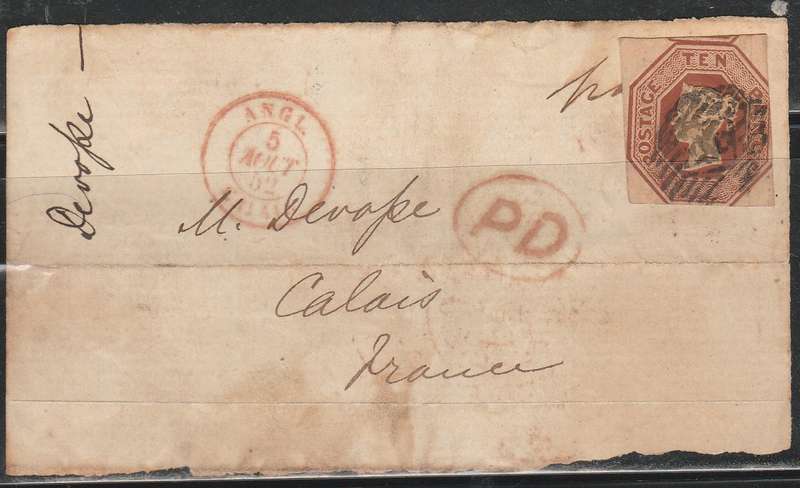 Devope –
POSTAGE TEN PENCE
ANGL.
5
AOUT
52
PD
M. Devope
Calais
France